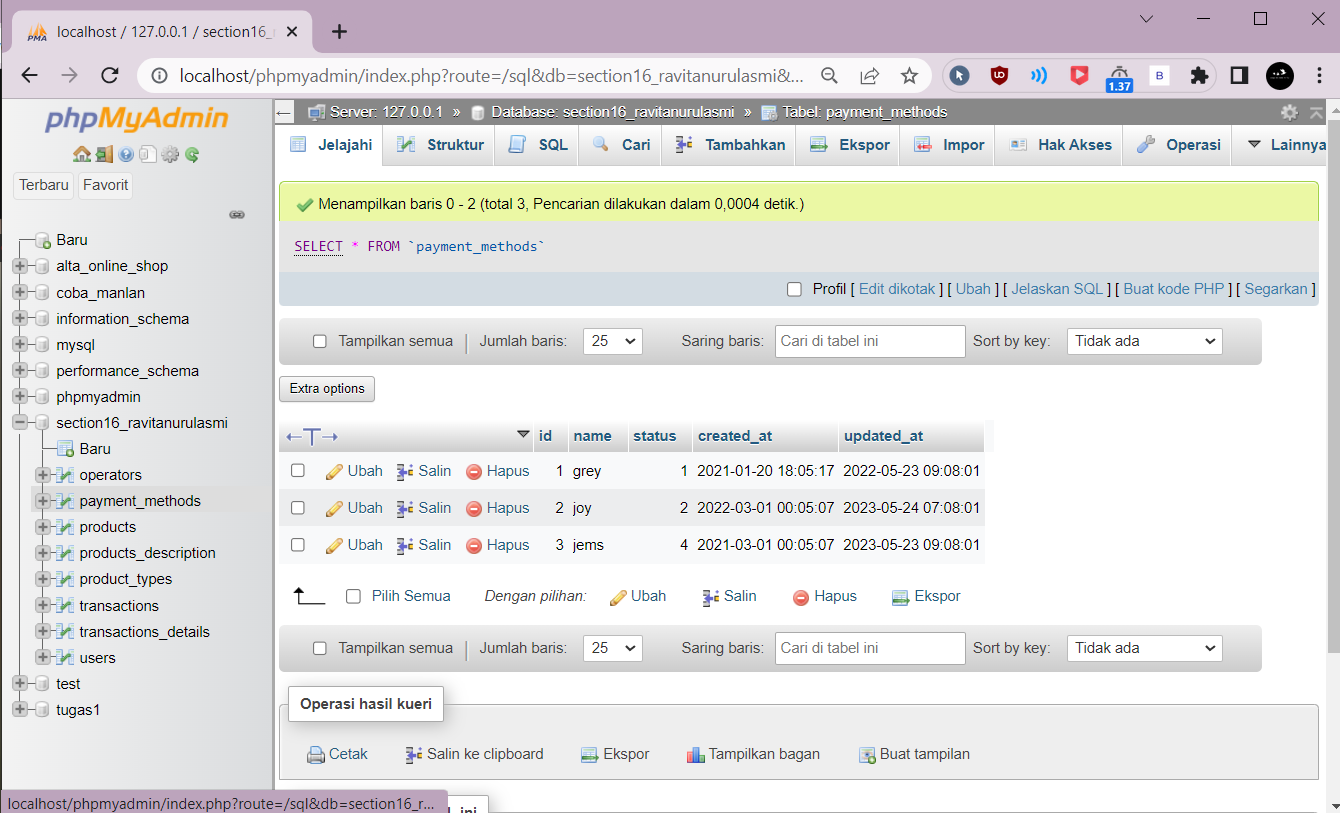 localhost / 127.0.0.1 / section16_
localhost/phpmyadmin/index.php?route=/sql&db=section16_ravitanurulasmi&...
1.37
B
phpMyAdmin
Terbaru Favorit
Baru
alta_online_shop
coba_manlan
information_schema
mysql
performance_schema
phpmyadmin
section16_ravitanurulasmi
Baru
operators
payment_methods
products
products_description
product_types
transactions
transactions_details
users
test
tugas1
localhost/phpmyadmin/index.php?route=/sql&db=section16_r...
Server: 127.0.0.1 » Database: section16_ravitanurulasmi » Tabel: payment_methods
Jelajahi Struktur SQL Cari Tambahkan Ekspor Impor Hak Akses Operasi Lainnya
Menampilkan baris 0 - 2 (total 3, Pencarian dilakukan dalam 0,0004 detik.)
SELECT * FROM `payment_methods`
Profil [ Edit dikotak ] [ Ubah ] [ Jelaskan SQL ] [ Buat kode PHP ] [ Segarkan ]
Tampilkan semua | Jumlah baris: 25 Saring baris: Cari di tabel ini Sort by key: Tidak ada
Extra options
←T→ id name status created_at updated_at
Ubah Salin Hapus 1 grey 1 2021-01-20 18:05:17 2022-05-23 09:08:01
Ubah Salin Hapus 2 joy 2 2022-03-01 00:05:07 2023-05-24 07:08:01
Ubah Salin Hapus 3 jems 4 2021-03-01 00:05:07 2023-05-23 09:08:01
Pilih Semua Dengan pilihan: Ubah Salin Hapus Ekspor
Tampilkan semua | Jumlah baris: 25 Saring baris: Cari di tabel ini Sort by key: Tidak ada
Operasi hasil kueri
Cetak Salin ke clipboard Ekspor Tampilkan bagan Buat tampilan